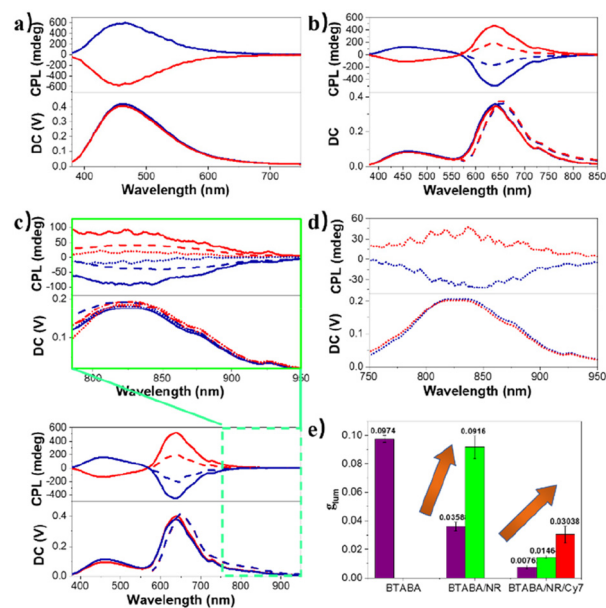 a)
CPL (mdeg)
600
400
200
0
-200
-400
-600
DC (V)
0.4
0.2
0.0
400 500 600 700
Wavelength (nm)
b)
CPL (mdeg)
600
400
200
0
-200
-400
DC
0.4
0.2
0.0
400 450 500 550 600 650 700 750 800 850
Wavelength (nm)
c)
CPL (mdeg)
100
50
0
-50
-100
DC (V)
0.2
0.1
800 850 900 950
Wavelength (nm)
CPL (mdeg)
600
400
200
0
-200
-400
DC (V)
0.4
0.2
0.0
400 500 600 700 800 900
Wavelength (nm)
d)
CPL (mdeg)
60
30
0
-30
DC (V)
0.2
0.1
0.0
750 800 850 900 950
Wavelength (nm)
e)
glum
0.10
0.08
0.06
0.04
0.02
0.00
0.0974
0.0358
0.0916
0.0076
0.0146
0.03038
BTABA BTABA/NR BTABA/NR/Cy7